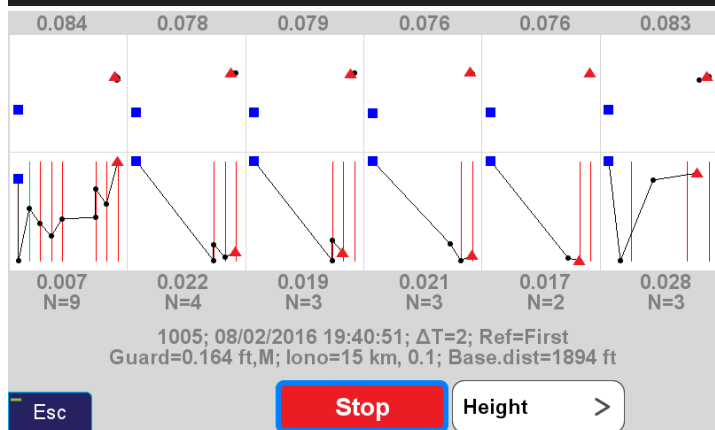 0.084 0.078 0.079 0.076 0.076 0.083
0.007 0.022 0.019 0.021 0.017 0.028
N=9 N=4 N=3 N=3 N=2 N=3
1005; 08/02/2016 19:40:51; ΔT=2; Ref=First
Guard=0.164 ft,M; Iono=15 km, 0.1; Base.dist=1894 ft
Esc Stop Height >